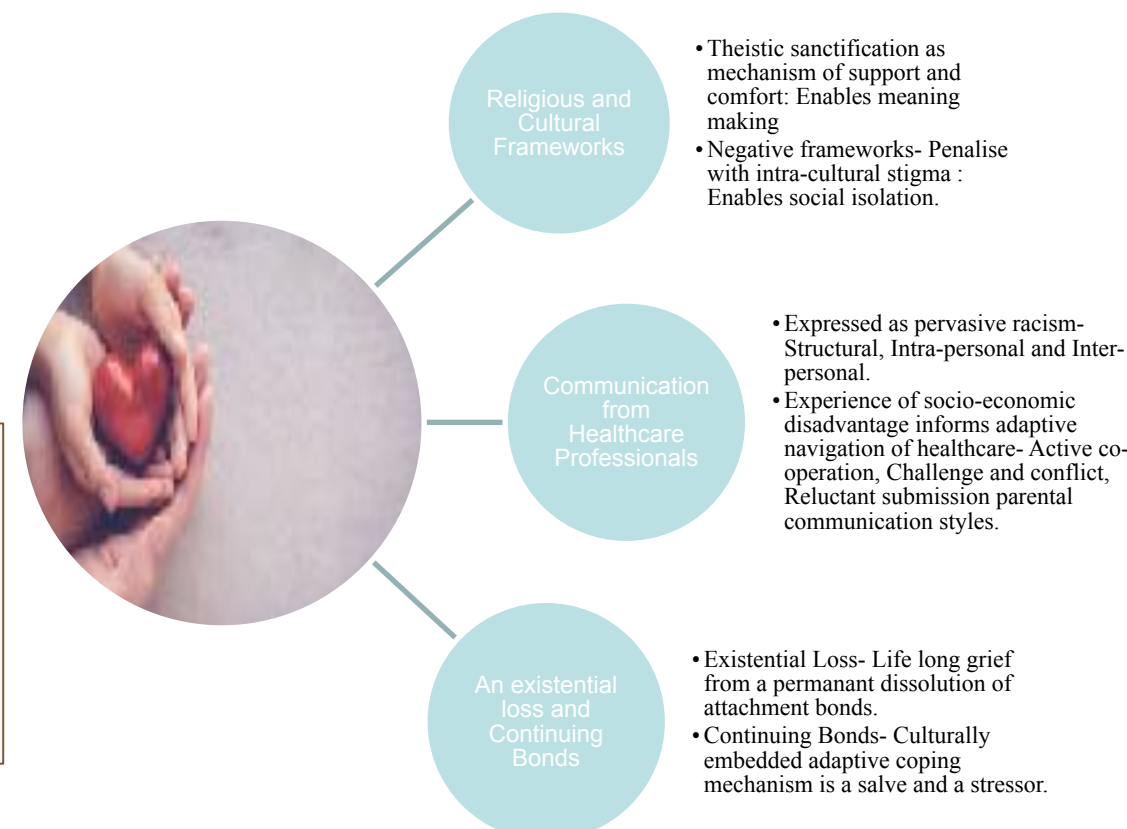 Religious and
Cultural
Frameworks
• Theistic sanctification as
mechanism of support and
comfort: Enables meaning
making
• Negative frameworks- Penalise
with intra-cultural stigma :
Enables social isolation.
Communication
from
Healthcare
Professionals
• Expressed as pervasive racism-
Structural, Intra-personal and Inter-
personal.
• Experience of socio-economic
disadvantage informs adaptive
navigation of healthcare- Active co-
operation, Challenge and conflict,
Reluctant submission parental
communication styles.
An existential
loss and
Continuing
Bonds
• Existential Loss- Life long grief
from a permanant dissolution of
attachment bonds.
• Continuing Bonds- Culturally
embedded adaptive coping
mechanism is a salve and a stressor.